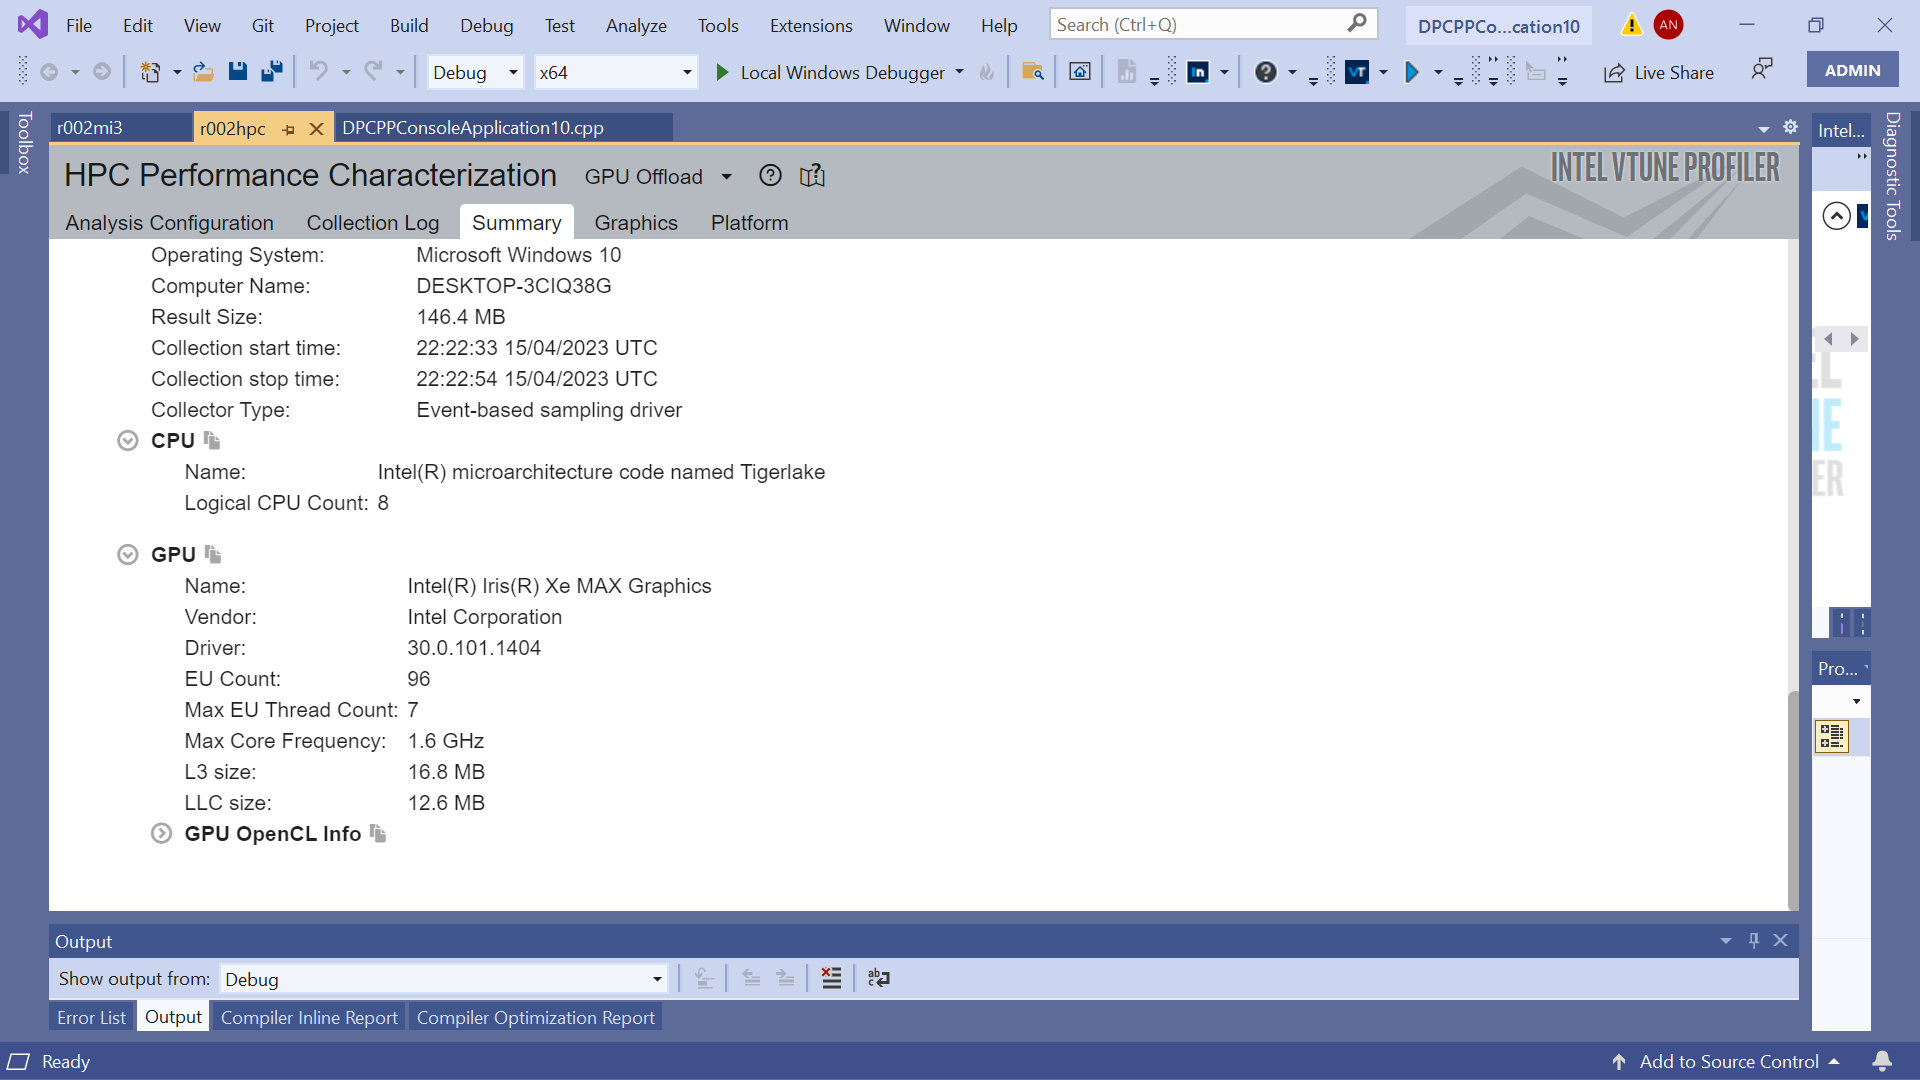 File Edit View Git Project Build Debug Test Analyze Tools Extensions Window Help Search (Ctrl+Q) DPCPPCo...cation10 AN
Debug x64 Local Windows Debugger Live Share ADMIN
Toolbox
r002mi3 r002hpc DPCPPConsoleApplication10.cpp
HPC Performance Characterization GPU Offload INTEL VTUNE PROFILER
Analysis Configuration Collection Log Summary Graphics Platform
Operating System: Microsoft Windows 10
Computer Name: DESKTOP-3CIQ38G
Result Size: 146.4 MB
Collection start time: 22:22:33 15/04/2023 UTC
Collection stop time: 22:22:54 15/04/2023 UTC
Collector Type: Event-based sampling driver
CPU
Name: Intel(R) microarchitecture code named Tigerlake
Logical CPU Count: 8
GPU
Name: Intel(R) Iris(R) Xe MAX Graphics
Vendor: Intel Corporation
Driver: 30.0.101.1404
EU Count: 96
Max EU Thread Count: 7
Max Core Frequency: 1.6 GHz
L3 size: 16.8 MB
LLC size: 12.6 MB
GPU OpenCL Info
Intel...
Pro...
Diagnostic Tools
Output
Show output from: Debug
Error List Output Compiler Inline Report Compiler Optimization Report
Ready Add to Source Control